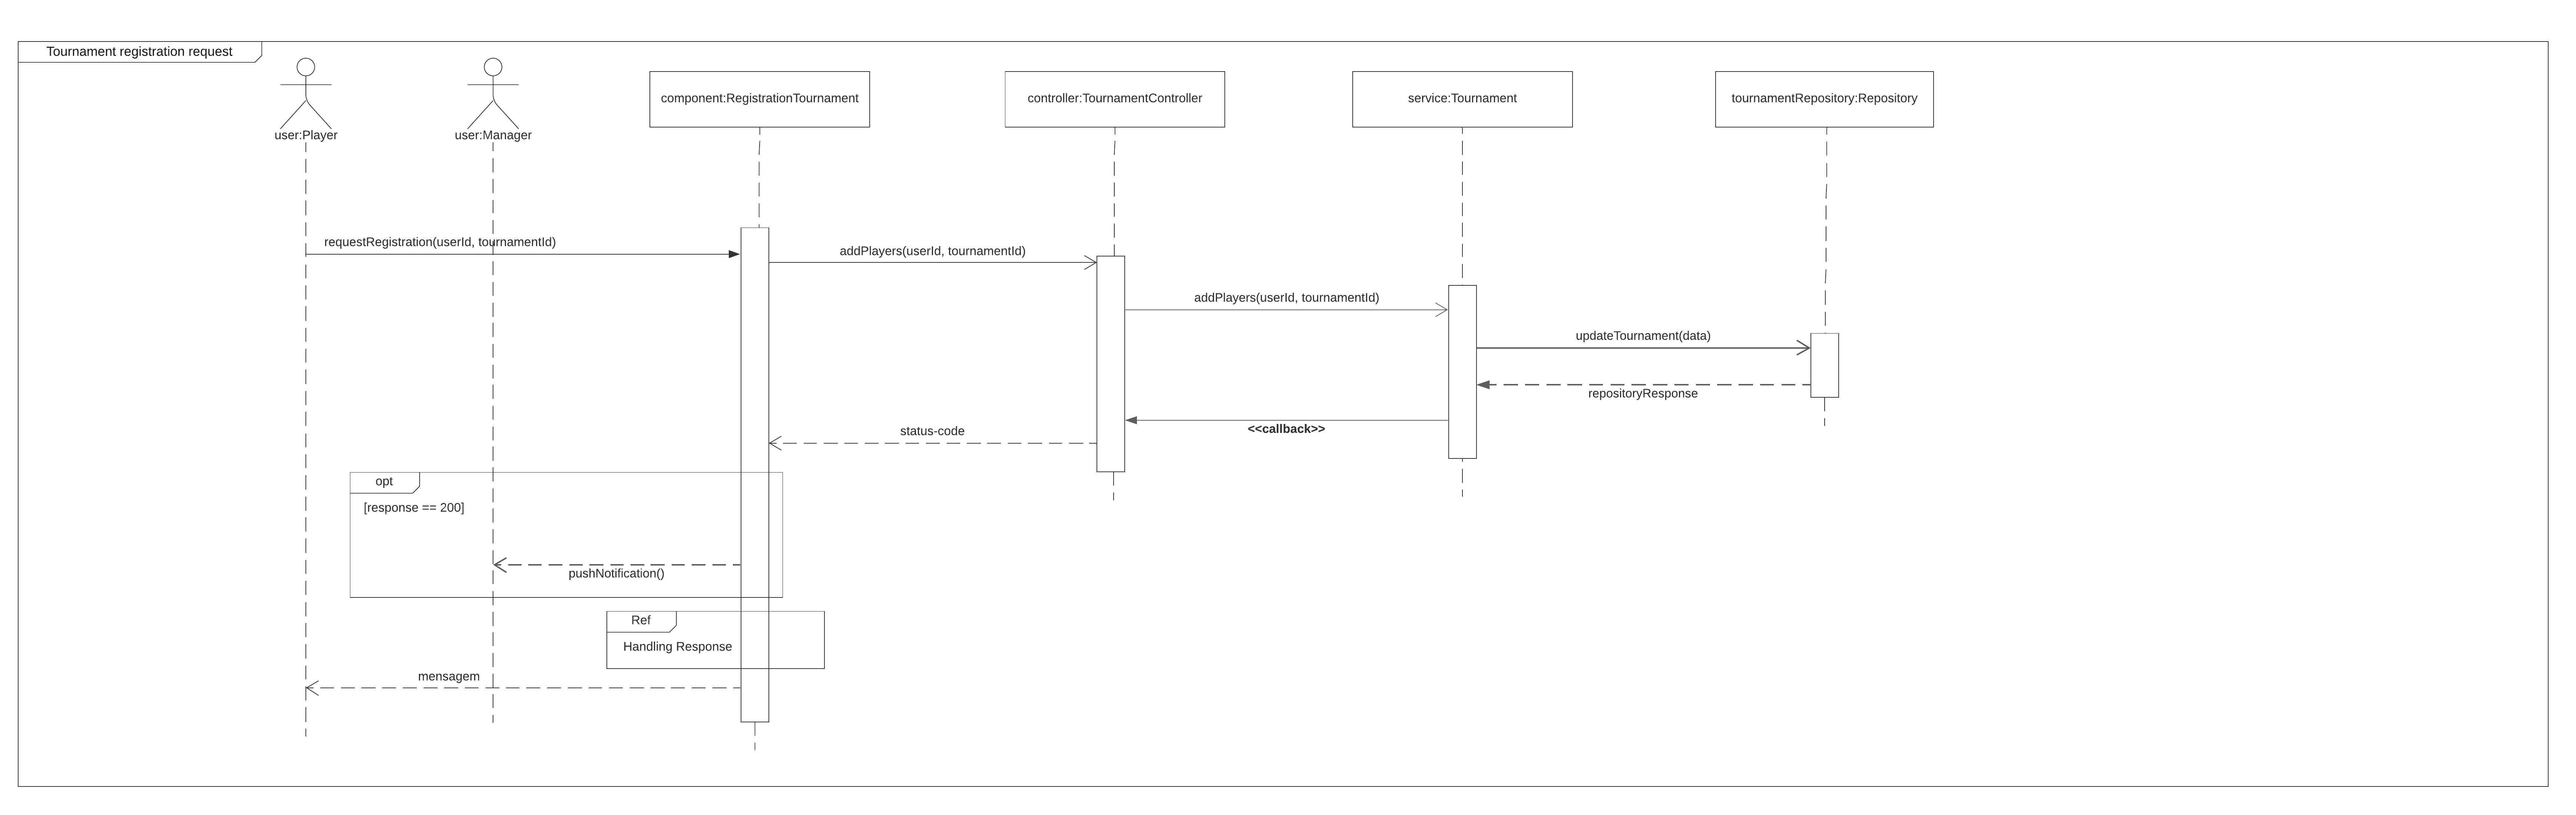 Tournament registration request
user:Player
user:Manager
component:RegistrationTournament
controller:TournamentController
service:Tournament
tournamentRepository:Repository
requestRegistration(userId, tournamentId)
addPlayers(userId, tournamentId)
addPlayers(userId, tournamentId)
updateTournament(data)
repositoryResponse
<<callback>>
status-code
opt
[response == 200]
pushNotification()
Ref
Handling Response
mensagem